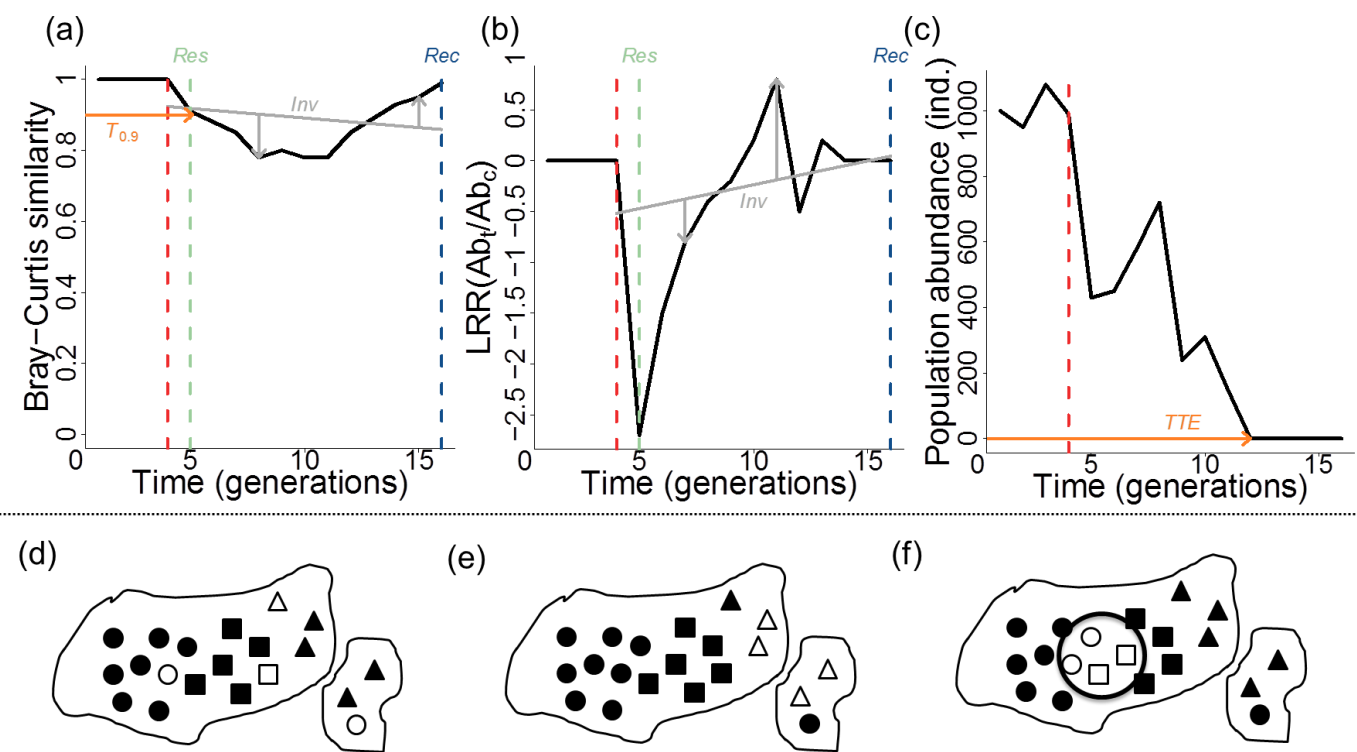 (a)
Res
Rec
Bray−Curtis similarity
1
0.8
0.6
0.4
0.2
0
T0.9
Inv
0
5
10
15
Time (generations)
(b)
Res
Rec
LRR(Abt/Abc)
1
0.5
0
−0.5
−1
−1.5
−2
−2.5
Inv
0
5
10
15
Time (generations)
(c)
Population abundance (ind.)
1000
800
600
400
200
0
TTE
0
5
10
15
Time (generations)
(d)
(e)
(f)